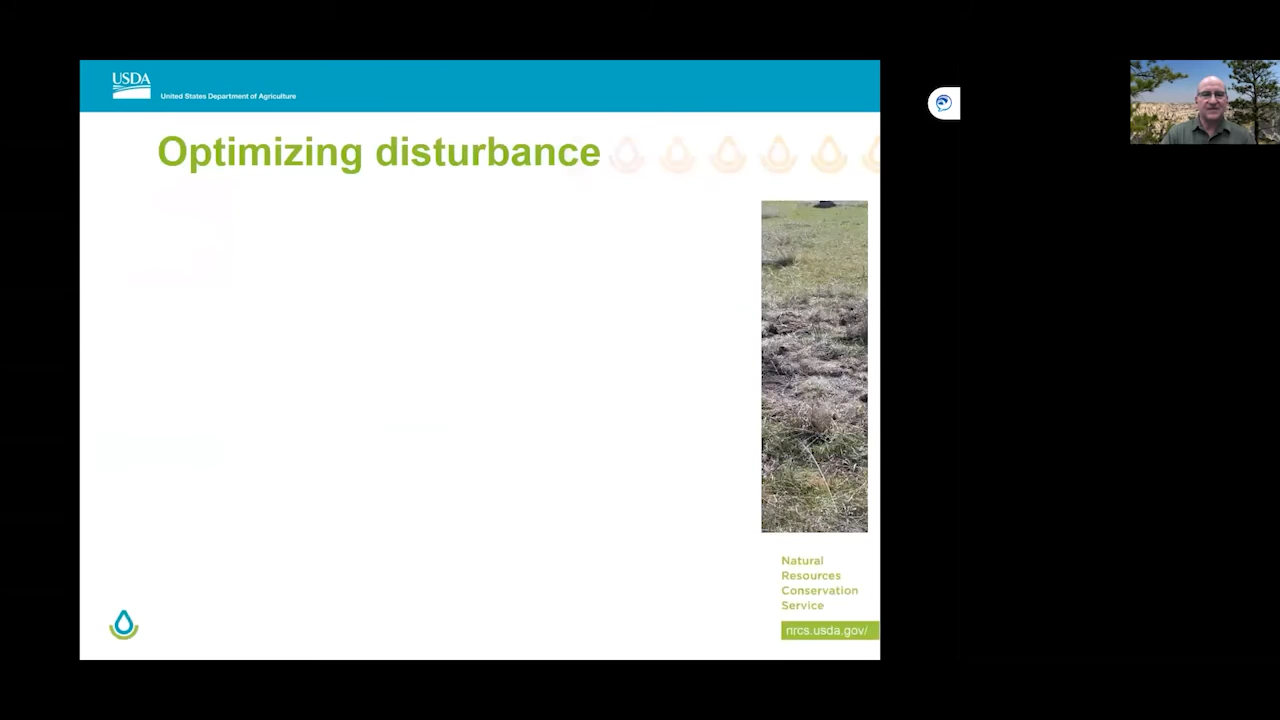 USDA
United States Department of Agriculture
Optimizing disturbance
Natural
Resources
Conservation
Service
nrcs.usda.gov/